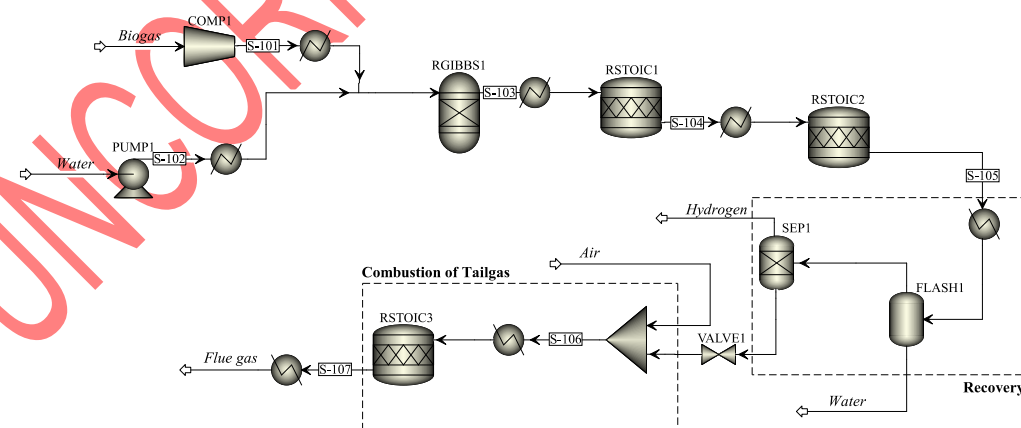 COMP1
Biogas
S-101
RGIBBS1
S-103
RSTOIC1
S-104
RSTOIC2
PUMP1
S-102
Water
S-105
Hydrogen
SEP1
Air
Combustion of Tailgas
FLASH1
RSTOIC3
S-106
VALVE1
Flue gas
S-107
Recovery
Water
UNCOR